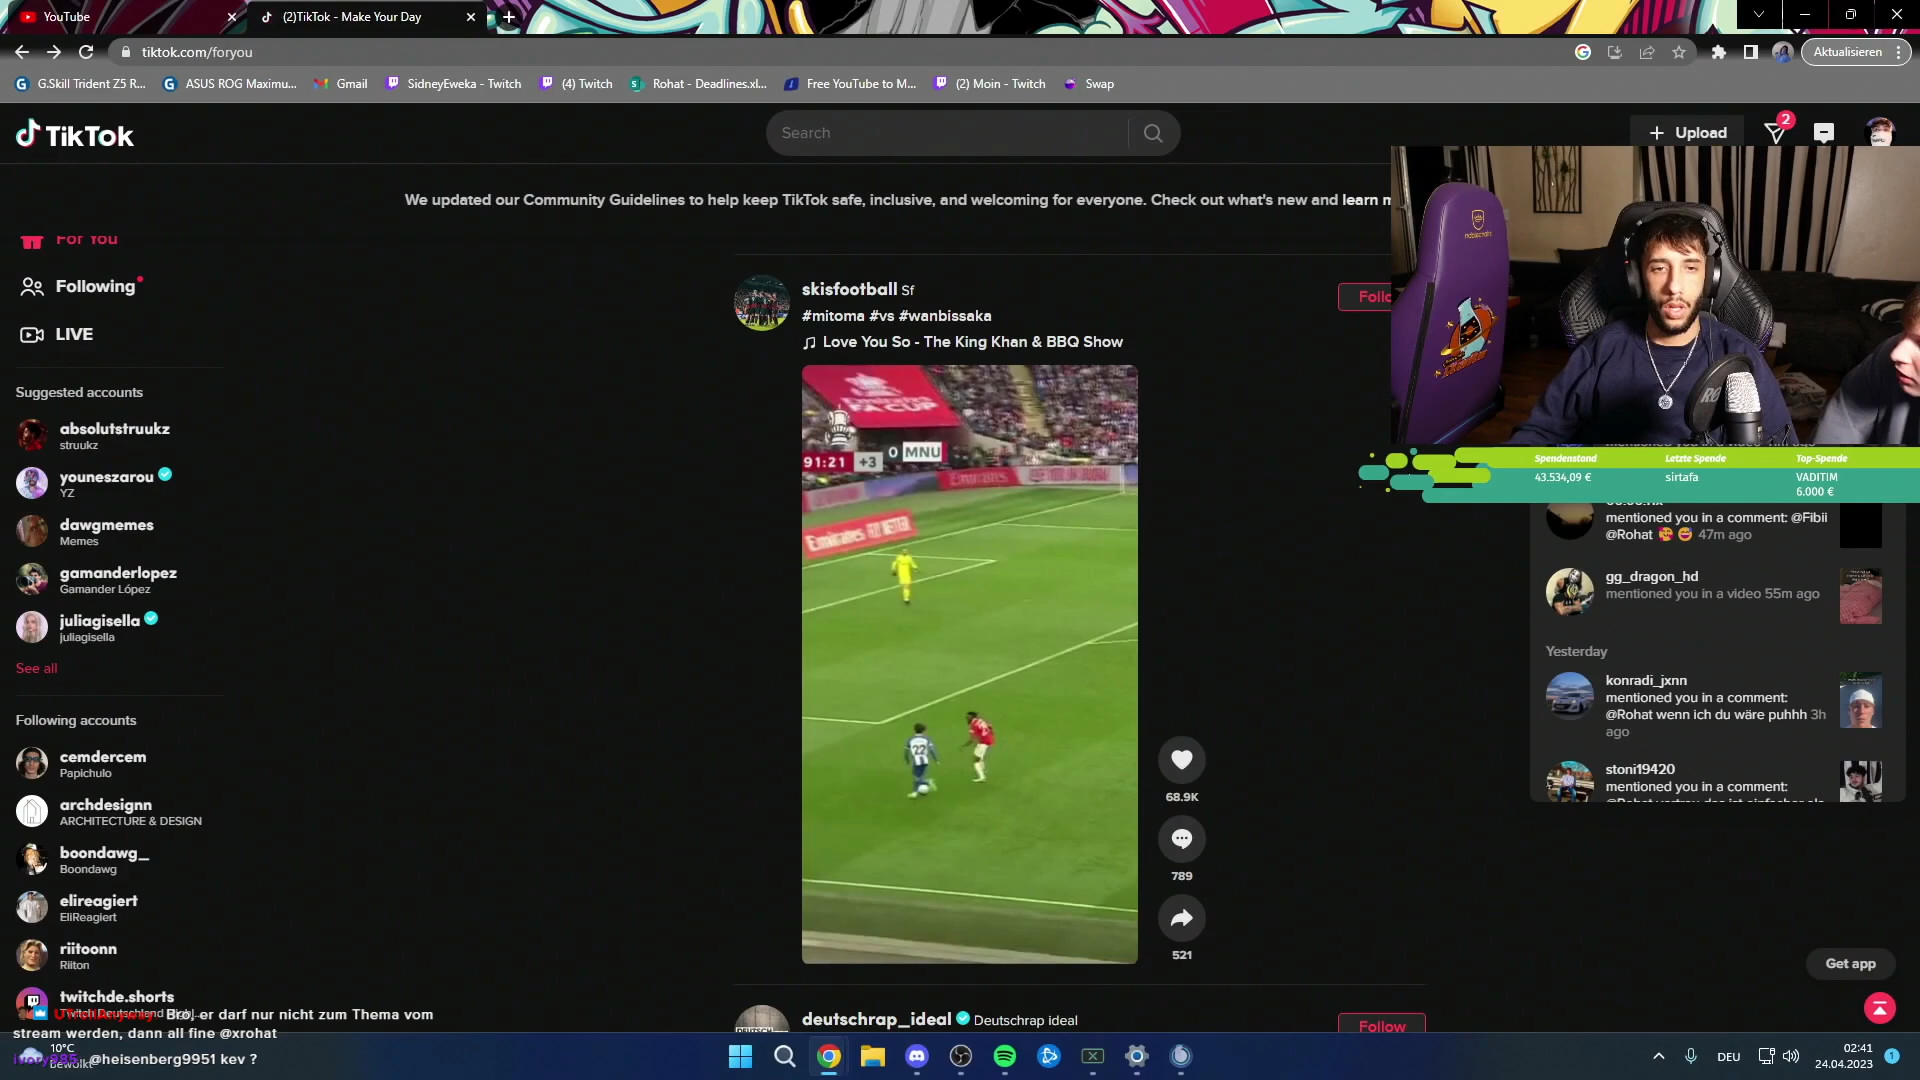 YouTube
(2)TikTok - Make Your Day
tiktok.com/foryou
Aktualisieren
G.Skill Trident Z5 R...
ASUS ROG Maximu...
Gmail
SidneyEweka - Twitch
(4) Twitch
Rohat - Deadlines.xl...
Free YouTube to M...
(2) Moin - Twitch
Swap
TikTok
Search
Upload
2
We updated our Community Guidelines to help keep TikTok safe, inclusive, and welcoming for everyone. Check out what's new and learn m
For You
Following
LIVE
Suggested accounts
absolutstruukz
struukz
youneszarou
YZ
dawgmemes
Memes
gamanderlopez
Gamander López
juliagisella
juliagisella
See all
Following accounts
cemdercem
Papichulo
archdesignn
ARCHITECTURE & DESIGN
boondawg_
Boondawg
elireagiert
EliReagiert
riitoonn
Riiton
twitchde.shorts
skisfootball Sf
#mitoma #vs #wanbissaka
Love You So - The King Khan & BBQ Show
FA CUP
91:21 +3 0 MNU
Emirates
22
68.9K
789
521
deutschrap_ideal Deutschrap ideal
Follow
noblechairs
Spendenstand
43.534,09 €
Letzte Spende
sirtafa
Top-Spende
VADITIM
6.000 €
mentioned you in a comment: @Fibii
@Rohat 47m ago
gg_dragon_hd
mentioned you in a video 55m ago
Yesterday
konradi_jxnn
mentioned you in a comment:
@Rohat wenn ich du wäre puhhh 3h
ago
stoni19420
mentioned you in a comment:
Get app
Bib, er darf nur nicht zum Thema vom
stream werden, dann all fine @xrohat
@heisenberg9951 kev ?
10°C
Bewölkt
DEU
02:41
24.04.2023
1